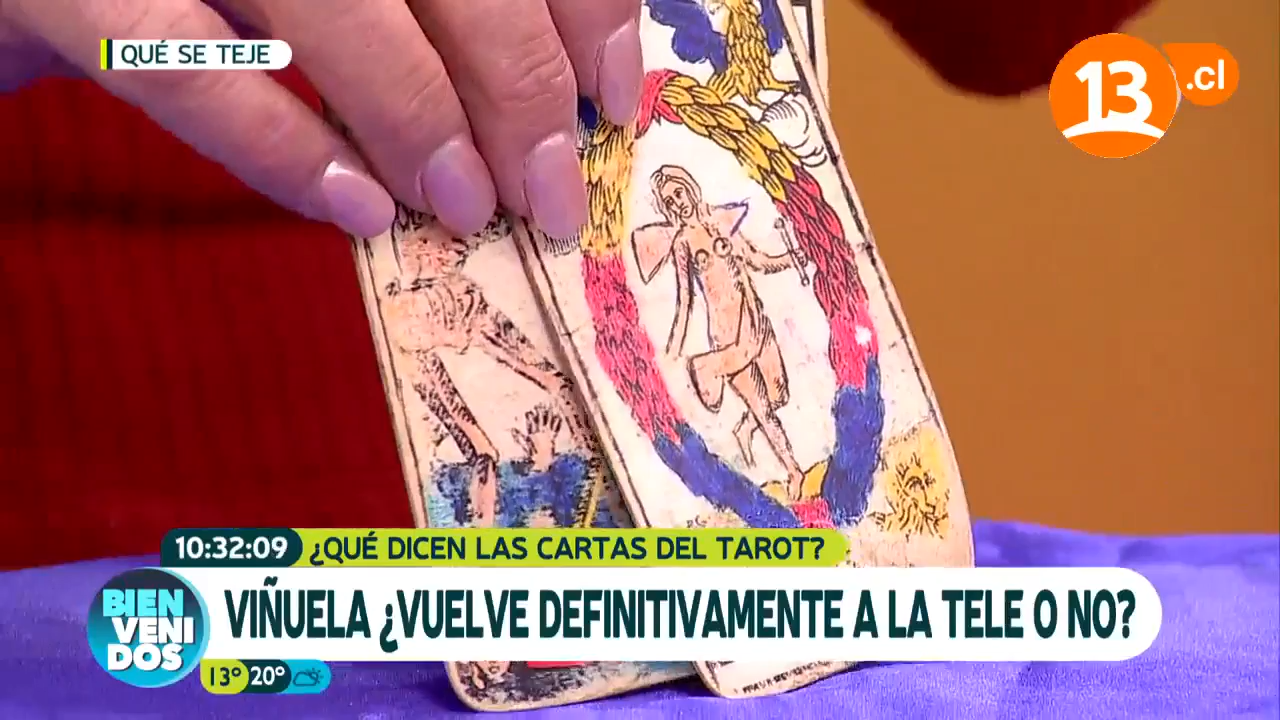 QUÉ SE TEJE
13.cl
10:32:09 ¿QUÉ DICEN LAS CARTAS DEL TAROT?
VIÑUELA ¿VUELVE DEFINITIVAMENTE A LA TELE O NO?
BIEN
VENI
DOS
13° 20°